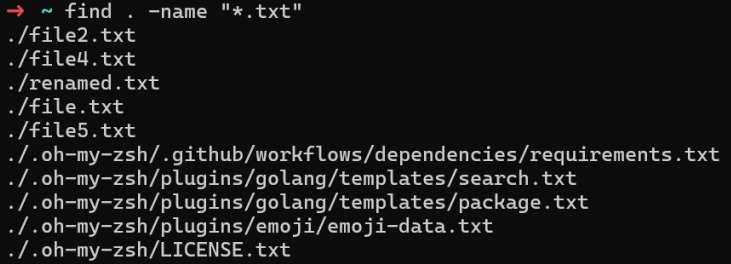 ➜ ~ find . -name "*.txt"
./file2.txt
./file4.txt
./renamed.txt
./file.txt
./file5.txt
./.oh-my-zsh/.github/workflows/dependencies/requirements.txt
./.oh-my-zsh/plugins/golang/templates/search.txt
./.oh-my-zsh/plugins/golang/templates/package.txt
./.oh-my-zsh/plugins/emoji/emoji-data.txt
./.oh-my-zsh/LICENSE.txt